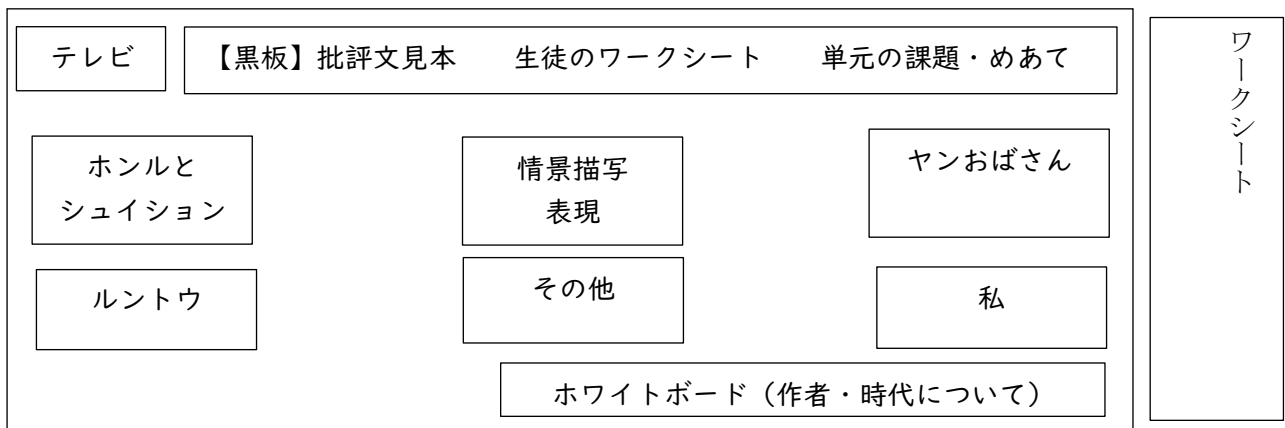 テレビ
【黒板】批評文見本　　生徒のワークシート　　単元の課題・めあて
ホンルと
シュイション
情景描写
表現
ヤンおばさん
ルントウ
その他
私
ホワイトボード（作者・時代について）
ワークシート